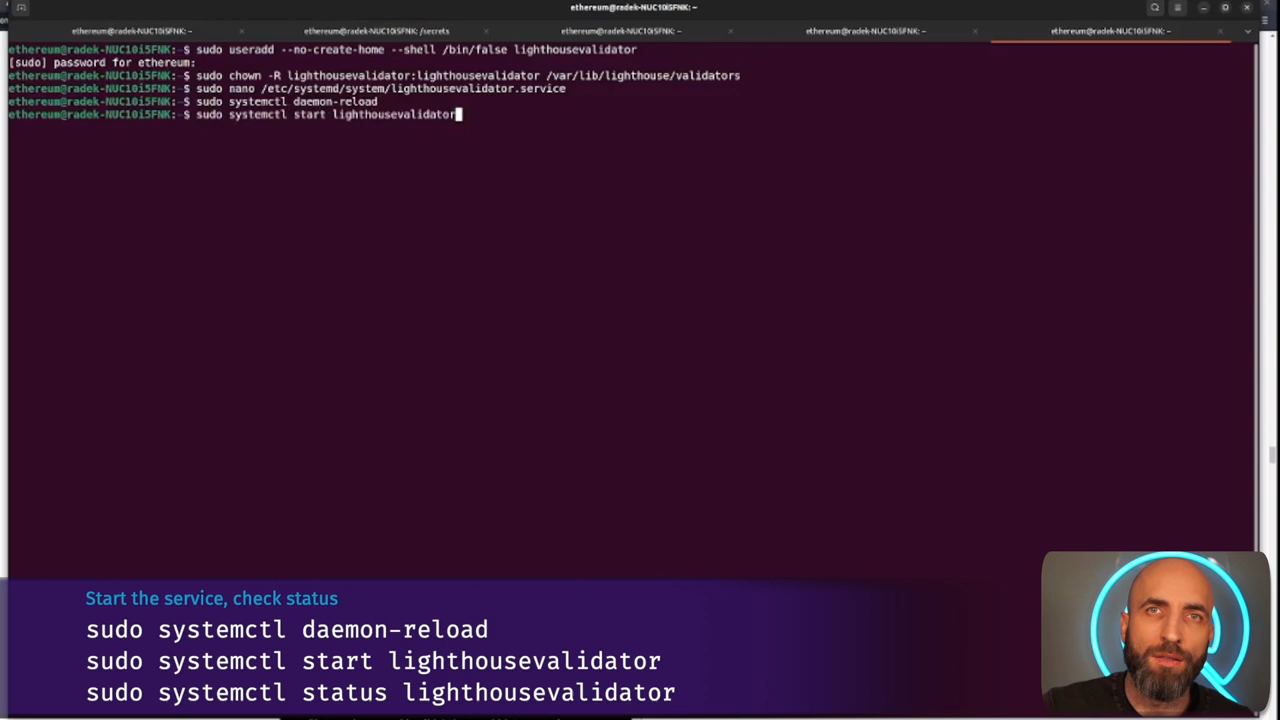 ethereum@radek-NUC10i5FNK: ~
ethereum@radek-NUC10i5FNK: ~
ethereum@radek-NUC10i5FNK: /secrets
ethereum@radek-NUC10i5FNK: ~
ethereum@radek-NUC10i5FNK: ~
ethereum@radek-NUC10i5FNK: ~
ethereum@radek-NUC10i5FNK:~$ sudo useradd --no-create-home --shell /bin/false lighthousevalidator
[sudo] password for ethereum:
ethereum@radek-NUC10i5FNK:~$ sudo chown -R lighthousevalidator:lighthousevalidator /var/lib/lighthouse/validators
ethereum@radek-NUC10i5FNK:~$ sudo nano /etc/systemd/system/lighthousevalidator.service
ethereum@radek-NUC10i5FNK:~$ sudo systemctl daemon-reload
ethereum@radek-NUC10i5FNK:~$ sudo systemctl start lighthousevalidator
Start the service, check status
sudo systemctl daemon-reload
sudo systemctl start lighthousevalidator
sudo systemctl status lighthousevalidator